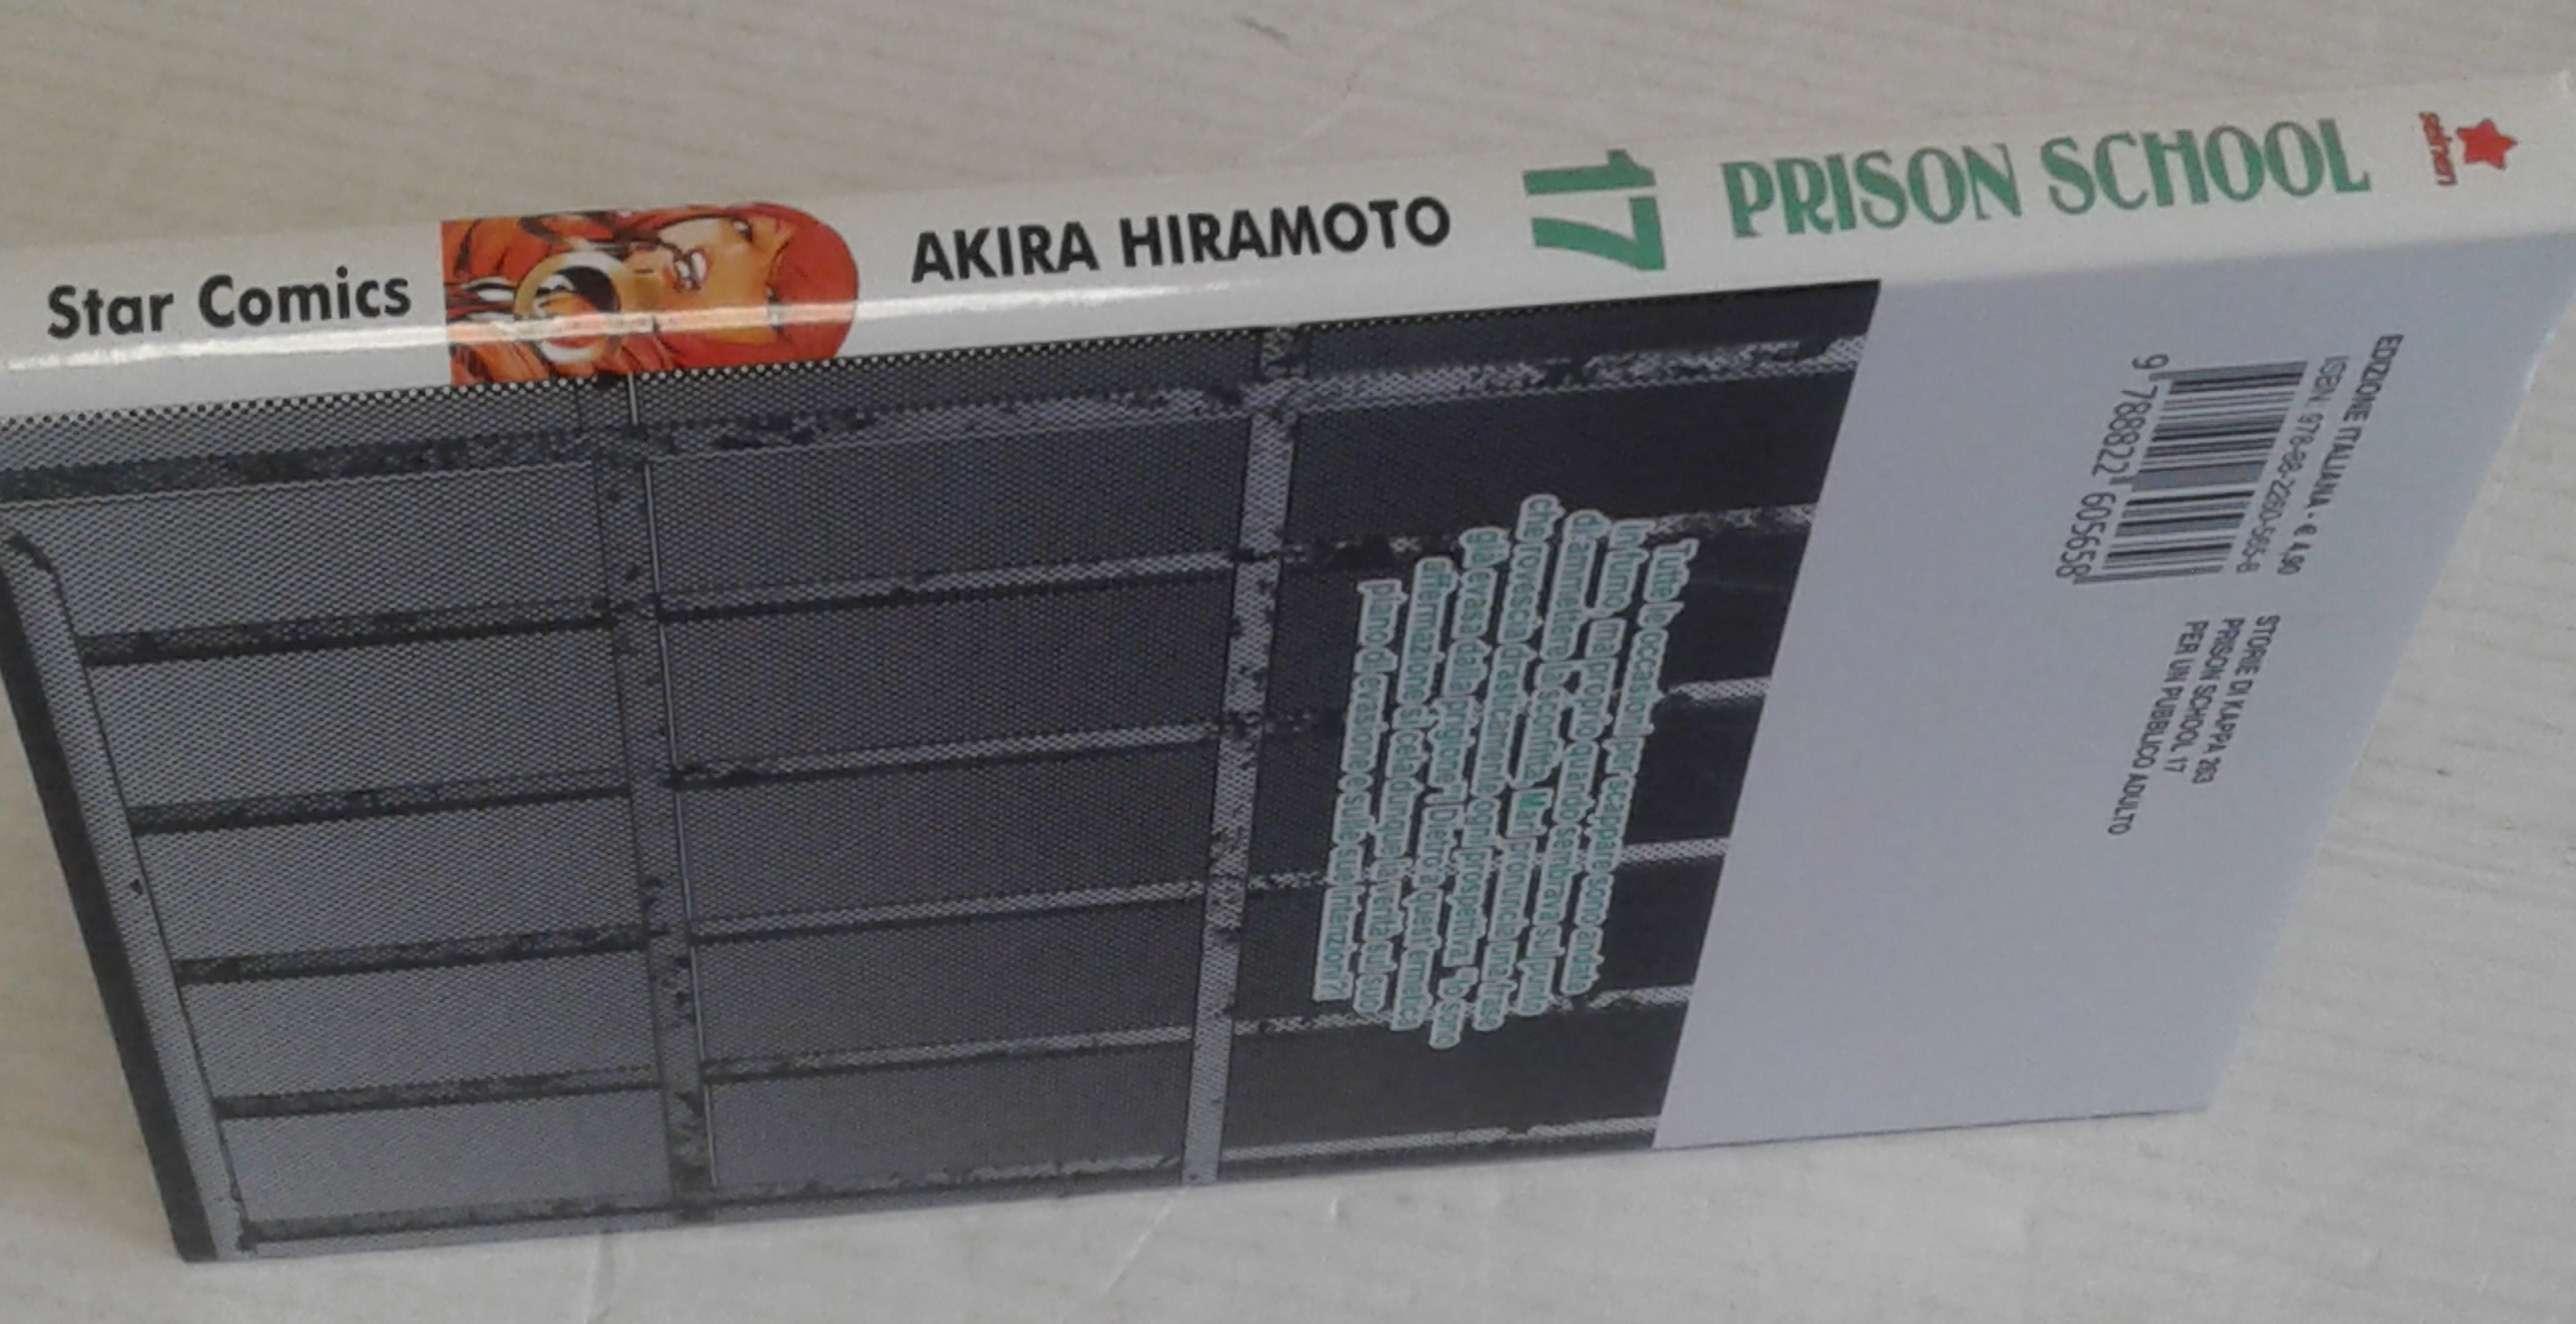 Star Comics
AKIRA HIRAMOTO
17
PRISON SCHOOL
seinen
EDIZIONE ITALIANA - € 4,90
ISBN 978-88-2260-565-8
9 788822 605658
STORIE DI KAPPA 263
PRISON SCHOOL 17
PER UN PUBBLICO ADULTO
Tutte le occasioni per scappare sono andate
in fumo, ma proprio quando sembrava sul punto
di ammettere la sconfitta, Mari pronuncia una frase
che rovescia drasticamente ogni prospettiva: "Io sono
già evasa dalla prigione"! Dietro a quest'ermetica
affermazione si cela dunque la verità sul suo
piano di evasione e sulle sue intenzioni?!